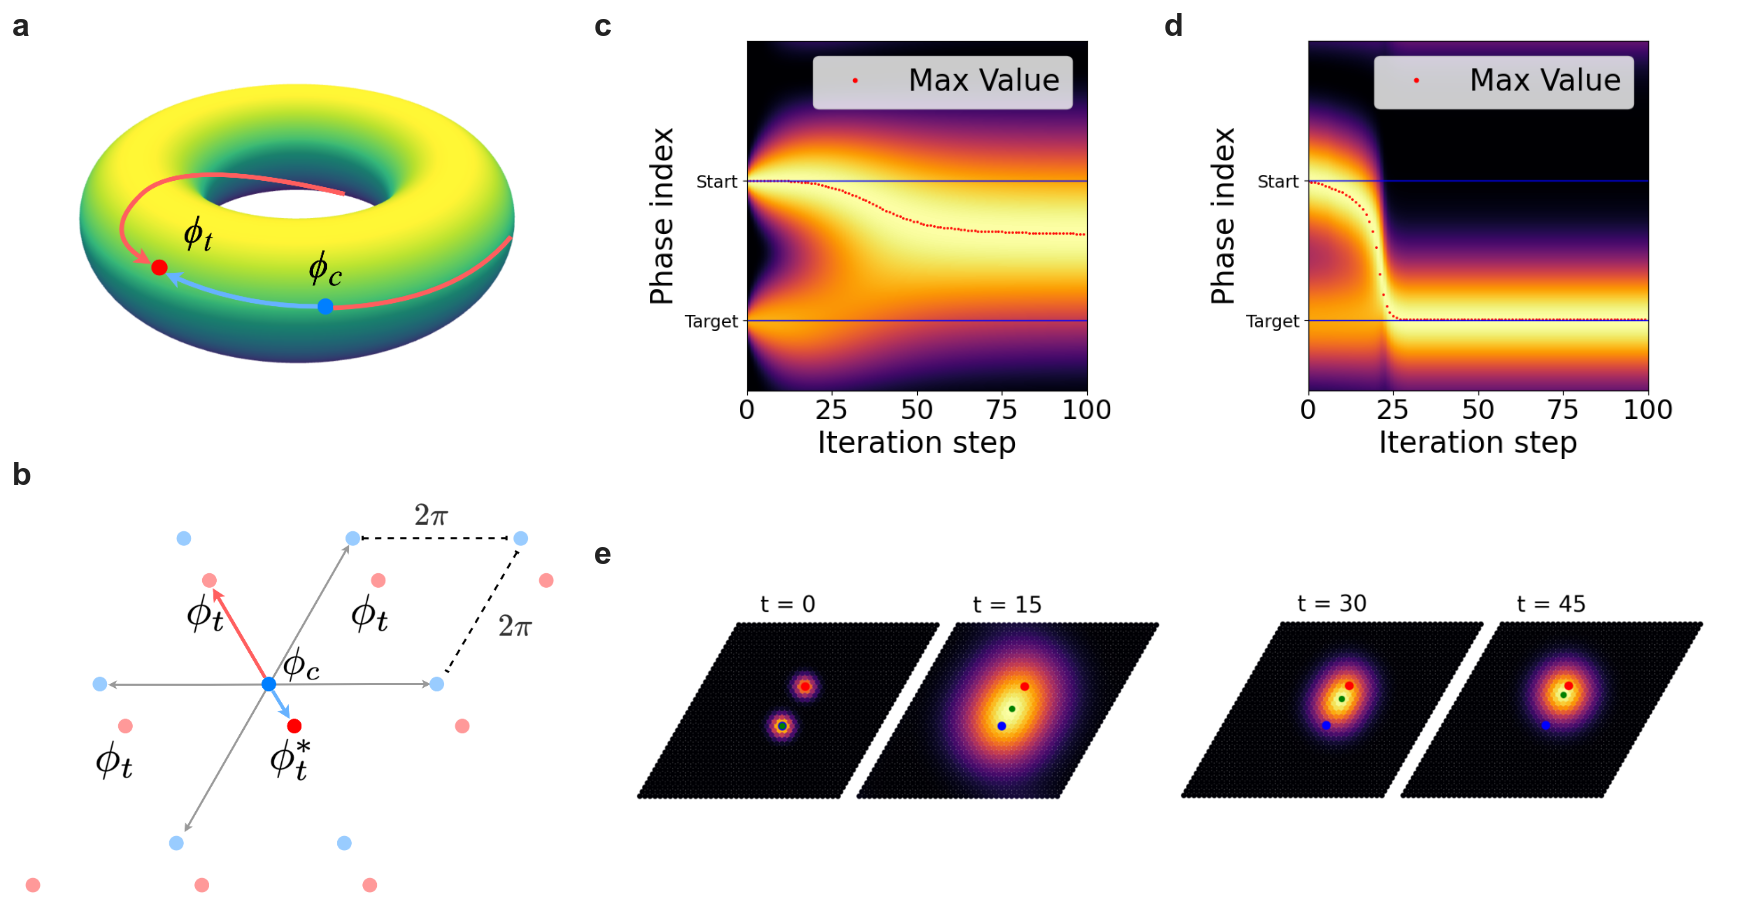 a
ϕt
ϕc
b
2π
2π
ϕt
ϕt
ϕc
ϕt
ϕ*t
c
Max Value
Phase index
Start
Target
0 25 50 75 100
Iteration step
d
Max Value
Phase index
Start
Target
0 25 50 75 100
Iteration step
e
t = 0
t = 15
t = 30
t = 45